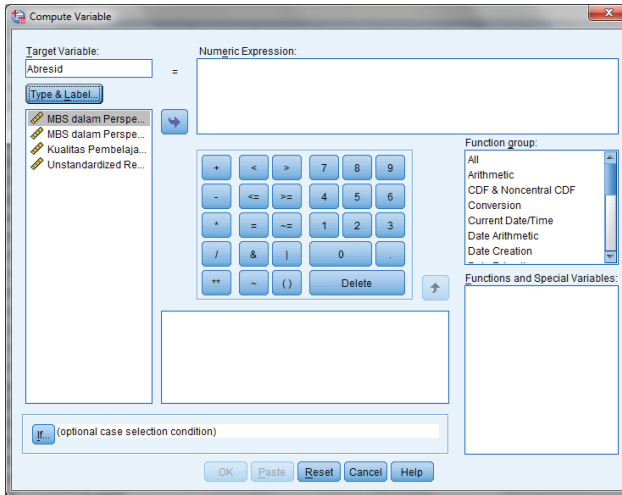 Compute Variable
Target Variable:
Abresid
=
Numeric Expression:
Type & Label...
MBS dalam Perspe...
MBS dalam Perspe...
Kualitas Pembelaja...
Unstandardized Re...
+ < > 7 8 9
- <= >= 4 5 6
* = ~= 1 2 3
/ & | 0 .
** ~ ( ) Delete
Function group:
All
Arithmetic
CDF & Noncentral CDF
Conversion
Current Date/Time
Date Arithmetic
Date Creation
Functions and Special Variables:
If... (optional case selection condition)
OK Paste Reset Cancel Help